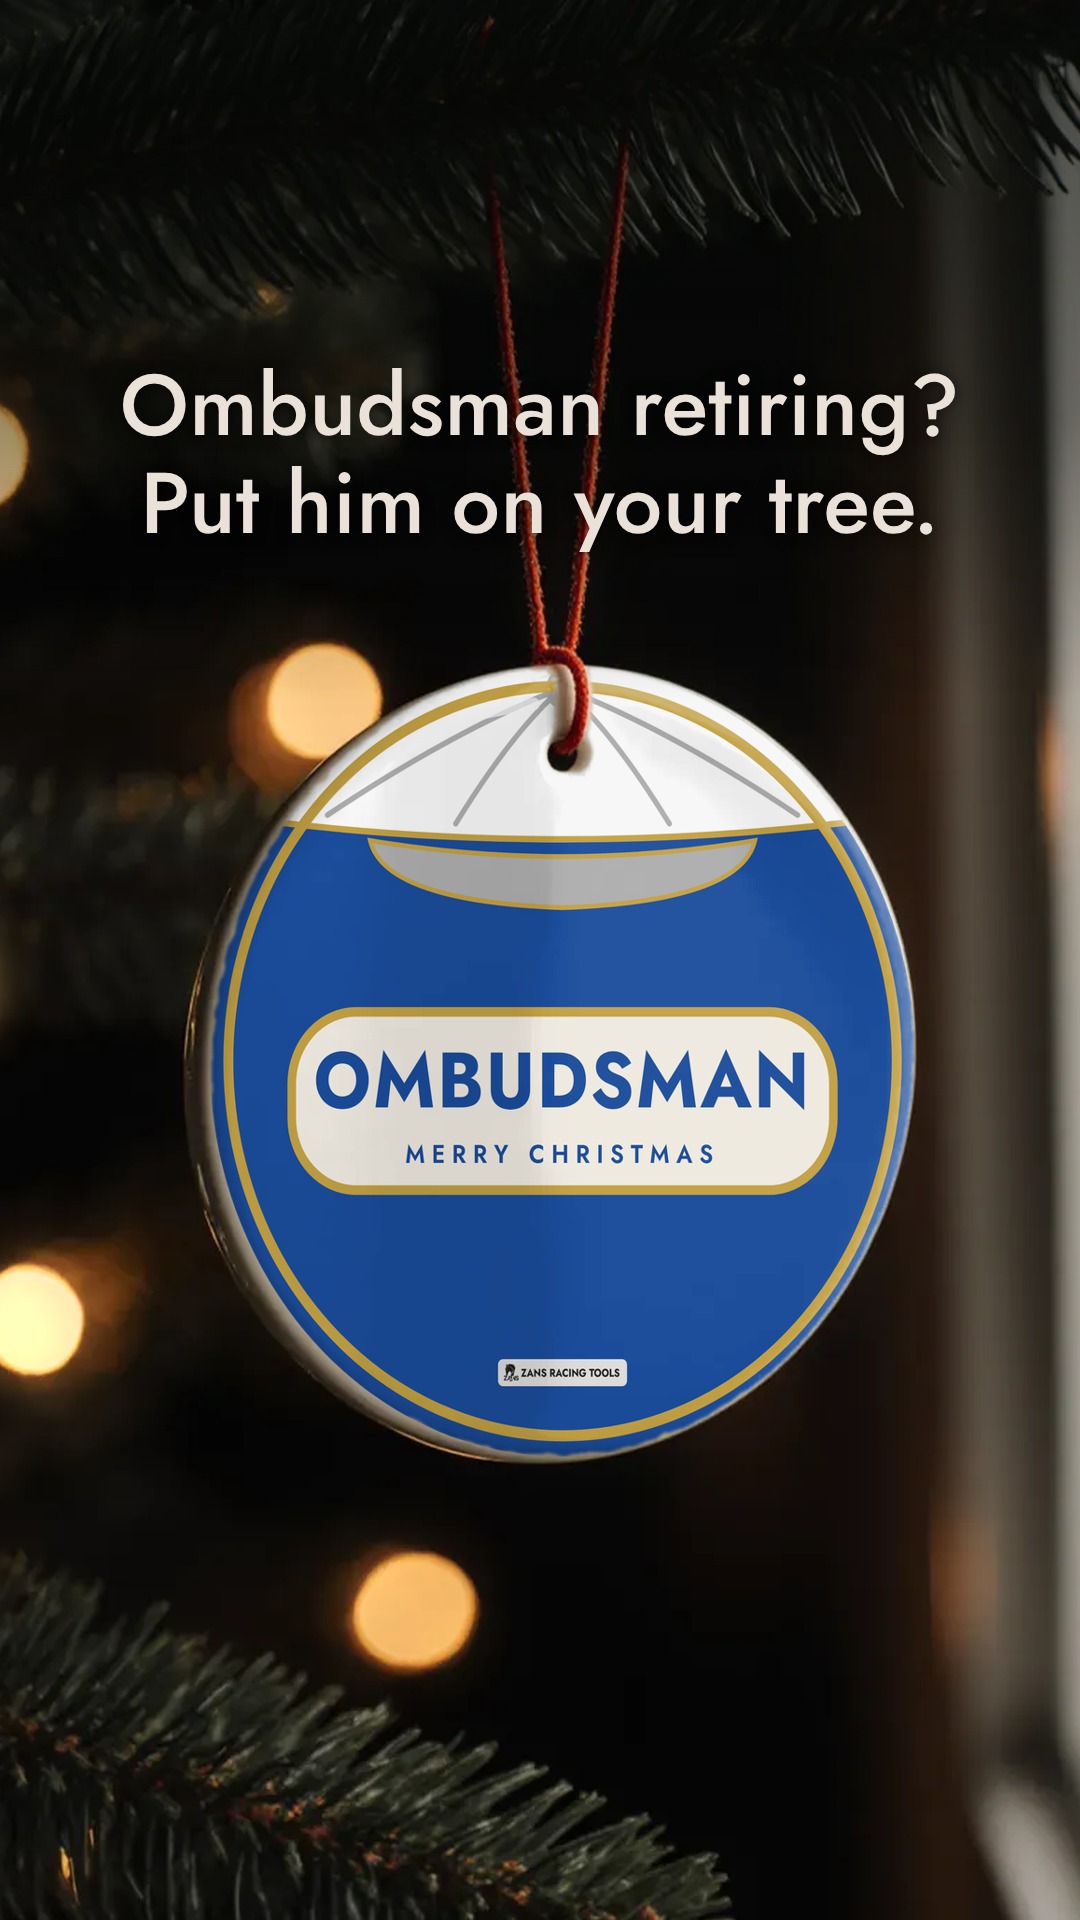 Ombudsman retiring?
Put him on your tree.
OMBUDSMAN
MERRY CHRISTMAS
ZANS RACING TOOLS